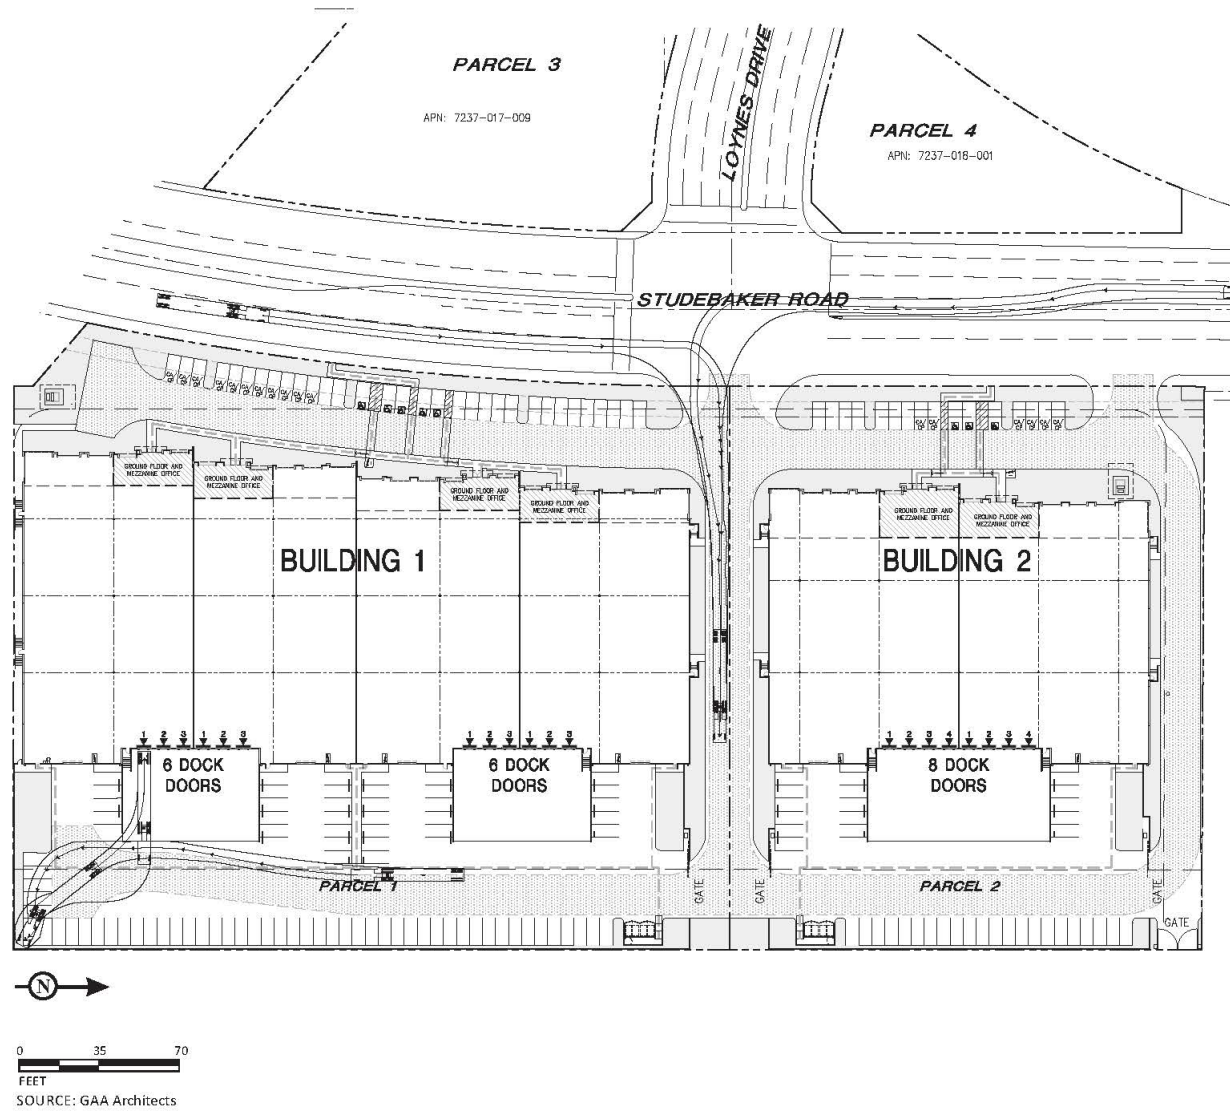 PARCEL 3
APN: 7237-017-009
LOYNES DRIVE
PARCEL 4
APN: 7237-018-001
STUDEBAKER ROAD
GROUND FLOOR AND
MEZZANINE OFFICE
GROUND FLOOR AND
MEZZANINE OFFICE
GROUND FLOOR AND
MEZZANINE OFFICE
GROUND FLOOR AND
MEZZANINE OFFICE
GROUND FLOOR AND
MEZZANINE OFFICE
GROUND FLOOR AND
MEZZANINE OFFICE
BUILDING 1
BUILDING 2
1 2 3 1 2 3
1 2 3 1 2 3
1 2 3 4 1 2 3 4
6 DOCK
DOORS
6 DOCK
DOORS
8 DOCK
DOORS
PARCEL 1
PARCEL 2
GATE
GATE
GATE
GATE
N
0 35 70
FEET
SOURCE: GAA Architects